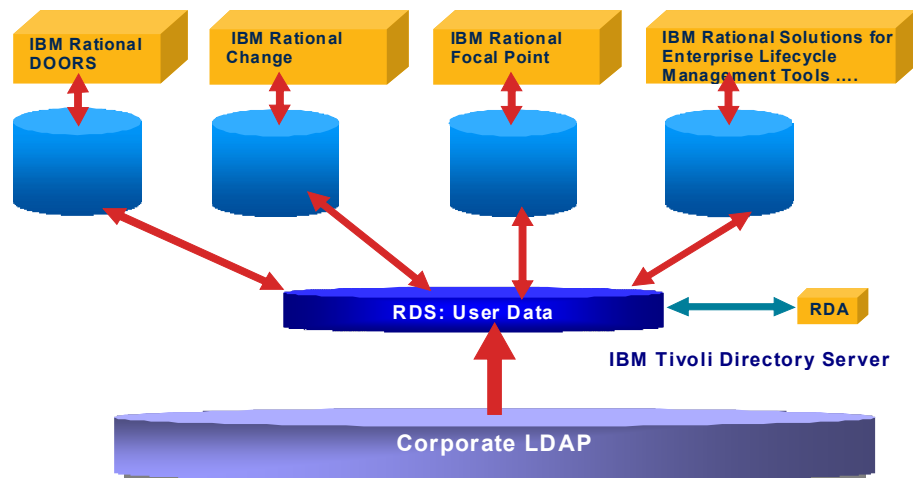 IBM Rational
DOORS
IBM Rational
Change
IBM Rational
Focal Point
IBM Rational Solutions for
Enterprise Lifecycle
Management Tools ....
RDS: User Data
RDA
IBM Tivoli Directory Server
Corporate LDAP